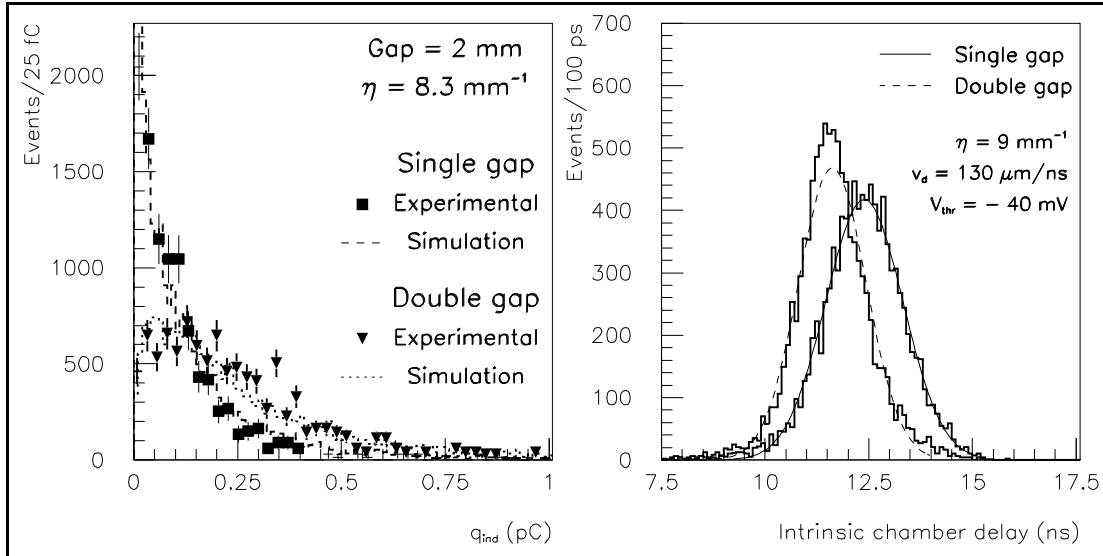 Events/25 fC
2000
1500
1000
500
0
0
0.25
0.5
0.75
1
q_ind (pC)
Gap = 2 mm
η = 8.3 mm⁻¹
Single gap
Experimental
Simulation
Double gap
Experimental
Simulation
Events/100 ps
700
600
500
400
300
200
100
0
7.5
10
12.5
15
17.5
Intrinsic chamber delay (ns)
Single gap
Double gap
η = 9 mm⁻¹
v_d = 130 μm/ns
V_thr = − 40 mV